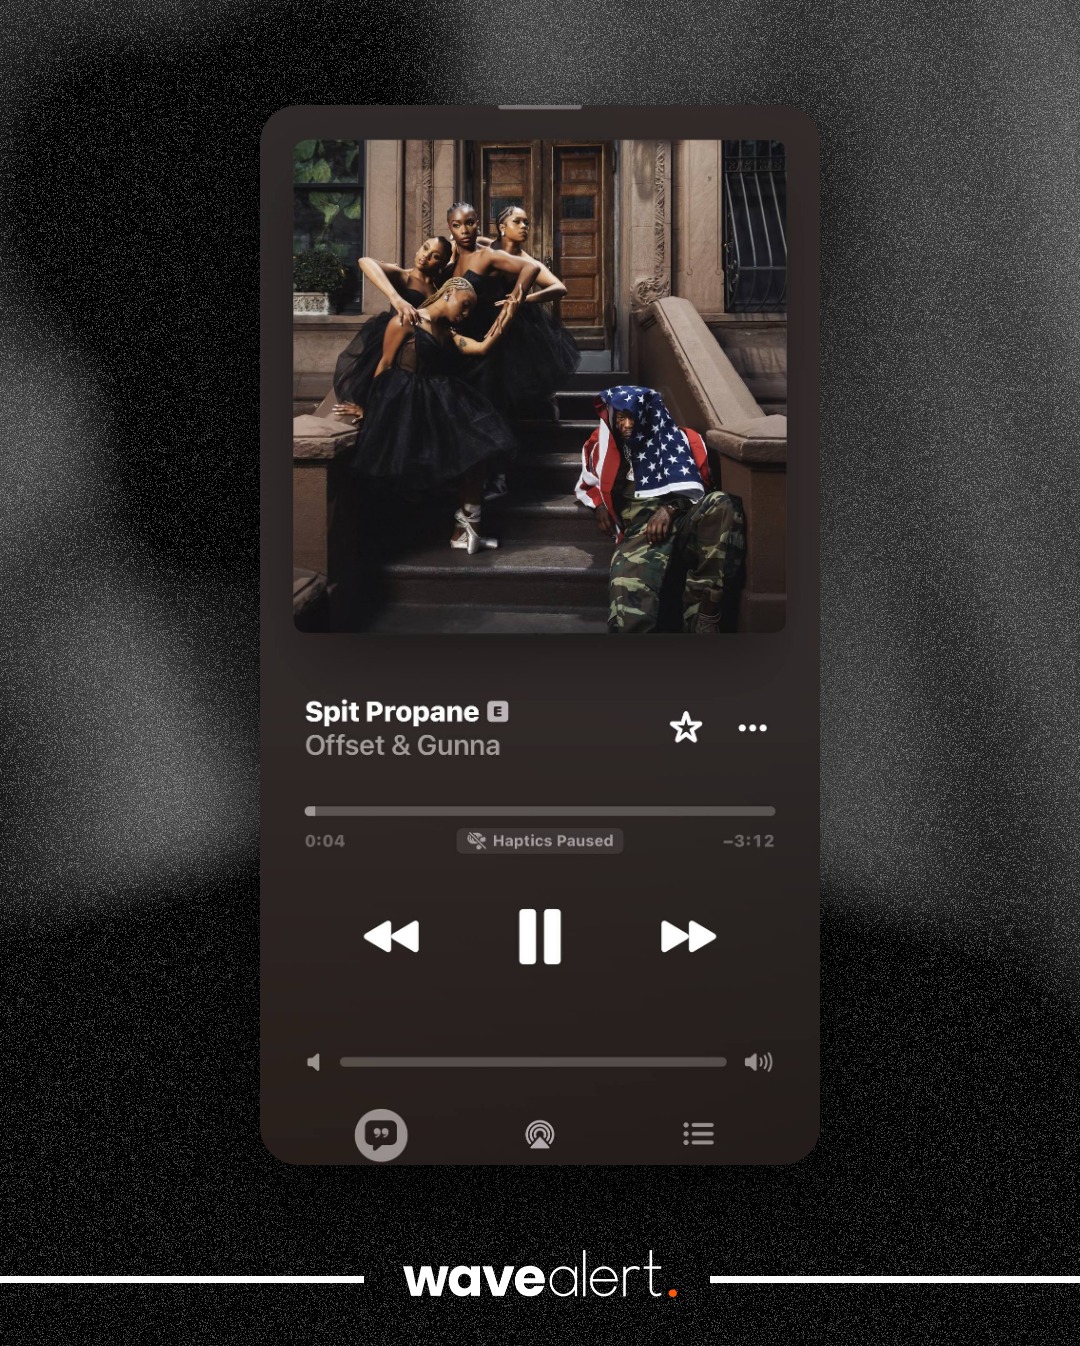 Spit Propane E
Offset & Gunna
0:04
Haptics Paused
-3:12
wavealert.